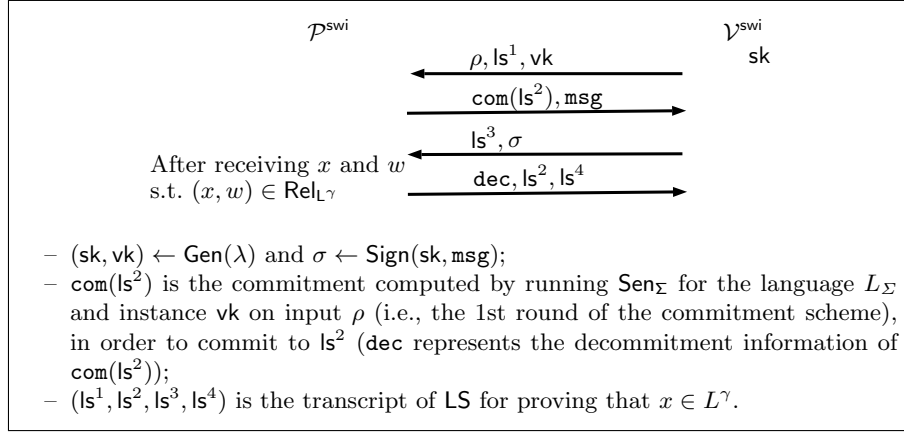 𝒫^swi 𝒱^swi
sk
ρ, ls^1, vk
com(ls^2), msg
ls^3, σ
After receiving x and w
s.t. (x, w) ∈ Rel_{L^γ}
dec, ls^2, ls^4
– (sk, vk) ← Gen(λ) and σ ← Sign(sk, msg);
– com(ls^2) is the commitment computed by running Sen_Σ for the language L_Σ
and instance vk on input ρ (i.e., the 1st round of the commitment scheme),
in order to commit to ls^2 (dec represents the decommitment information of
com(ls^2));
– (ls^1, ls^2, ls^3, ls^4) is the transcript of LS for proving that x ∈ L^γ.